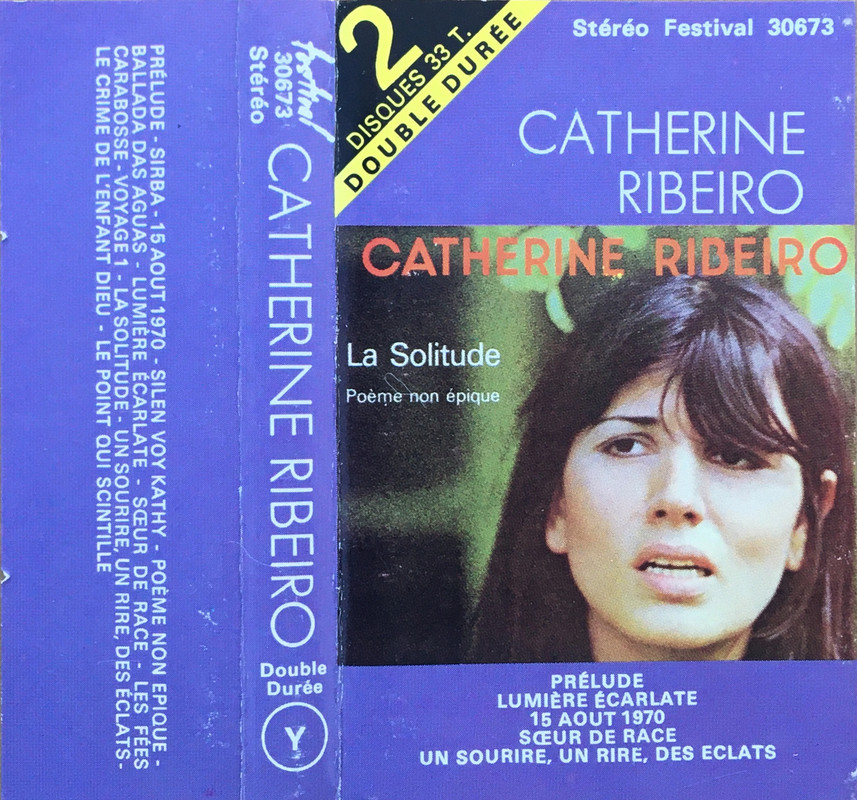 PRÉLUDE - SIRBA - 15 AOUT 1970 - SILEN VOY KATHY - POÈME NON EPIQUE -
BALLADA DAS AGUAS - LUMIÈRE ÉCARLATE - SŒUR DE RACE - LES FÉES
CARABOSSE - VOYAGE 1 - LA SOLITUDE - UN SOURIRE, UN RIRE, DES ÉCLATS -
LE CRIME DE L'ENFANT DIEU - LE POINT QUI SCINTILLE
festival
30673
Stéréo
CATHERINE RIBEIRO
Double
Durée
Y
2
DISQUES 33 T.
DOUBLE DURÉE
Stéréo Festival 30673
CATHERINE
RIBEIRO
CATHERINE RIBEIRO
La Solitude
Poème non épique
PRÉLUDE
LUMIÈRE ÉCARLATE
15 AOUT 1970
SŒUR DE RACE
UN SOURIRE, UN RIRE, DES ECLATS